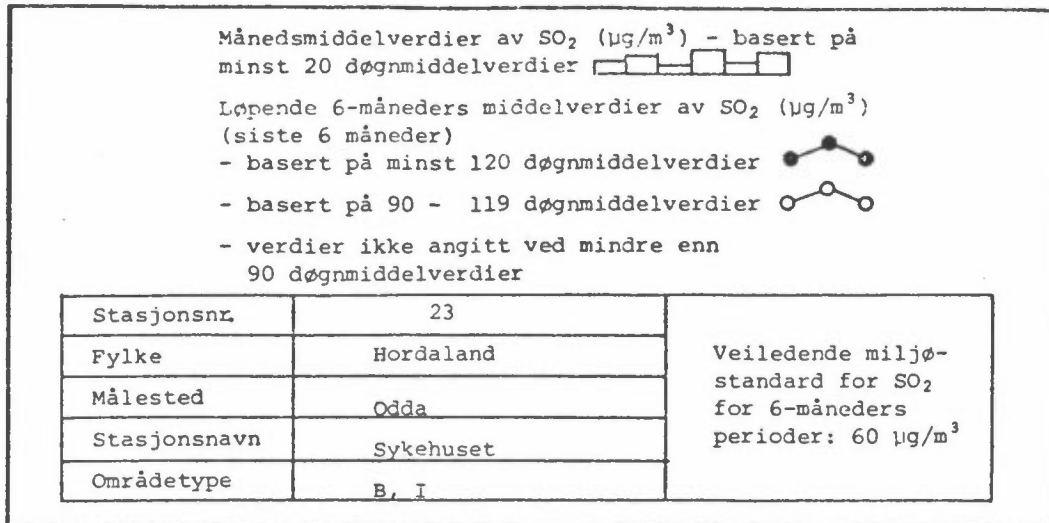 Månedsmiddelverdier av SO₂ (µg/m³) - basert på
minst 20 døgnmiddelverdier
Løpende 6-måneders middelverdier av SO₂ (µg/m³)
(siste 6 måneder)
- basert på minst 120 døgnmiddelverdier
- basert på 90 - 119 døgnmiddelverdier
- verdier ikke angitt ved mindre enn
90 døgnmiddelverdier
Stasjonsnr. 23
Fylke Hordaland
Målested Odda
Stasjonsnavn Sykehuset
Områdetype B, I
Veiledende miljø-
standard for SO₂
for 6-måneders
perioder: 60 µg/m³